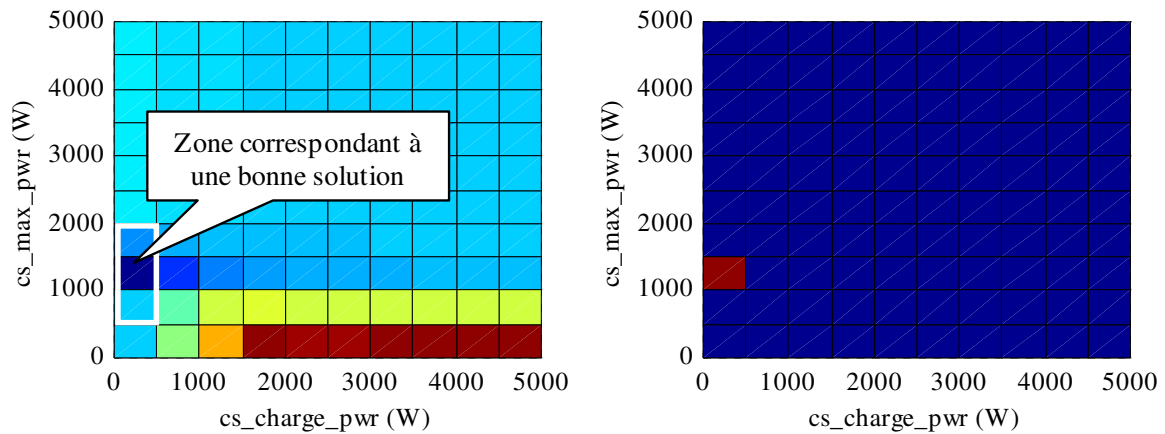 5000
4000
3000
2000
1000
0
cs_max_pwr (W)
Zone correspondant à
une bonne solution
0 1000 2000 3000 4000 5000
cs_charge_pwr (W)
5000
4000
3000
2000
1000
0
cs_max_pwr (W)
0 1000 2000 3000 4000 5000
cs_charge_pwr (W)